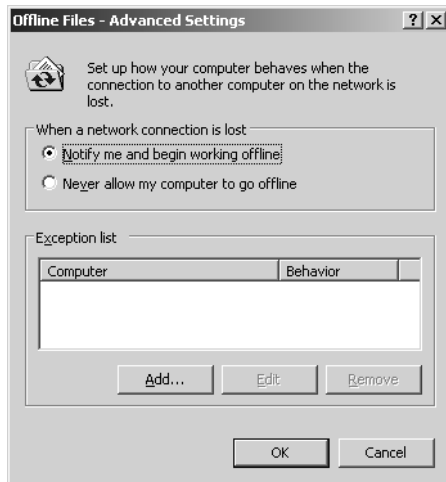 Offline Files - Advanced Settings
Set up how your computer behaves when the
connection to another computer on the network is
lost.
When a network connection is lost
Notify me and begin working offline
Never allow my computer to go offline
Exception list
Computer Behavior
Add... Edit Remove
OK Cancel